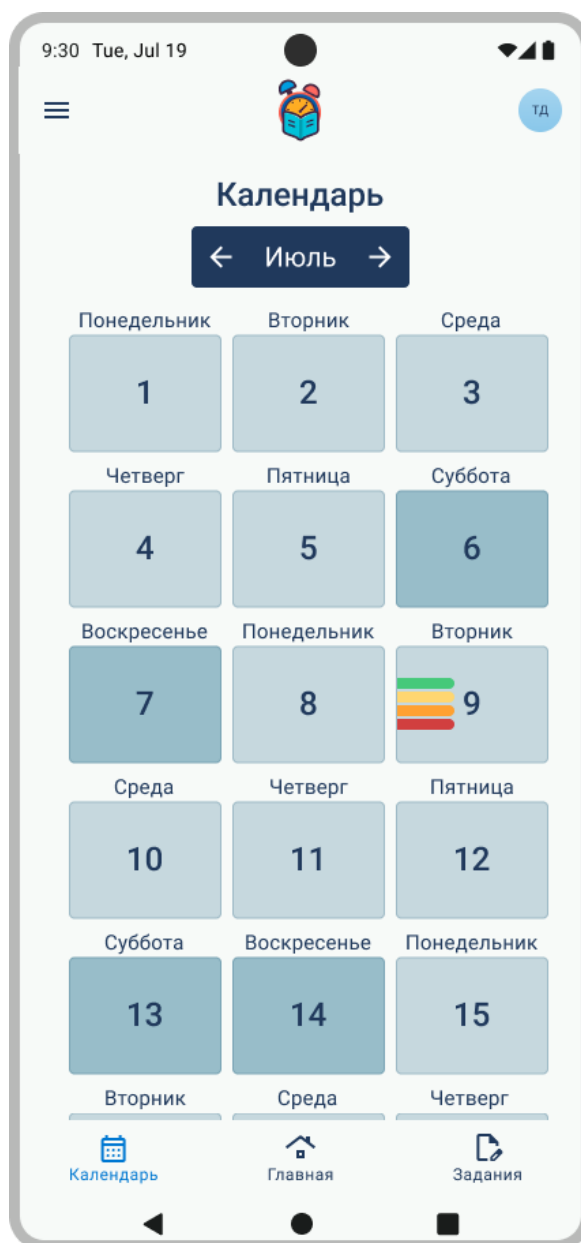 9:30 Tue, Jul 19
ТД
Календарь
← Июль →
Понедельник Вторник Среда
1 2 3
Четверг Пятница Суббота
4 5 6
Воскресенье Понедельник Вторник
7 8 9
Среда Четверг Пятница
10 11 12
Суббота Воскресенье Понедельник
13 14 15
Вторник Среда Четверг
Календарь Главная Задания